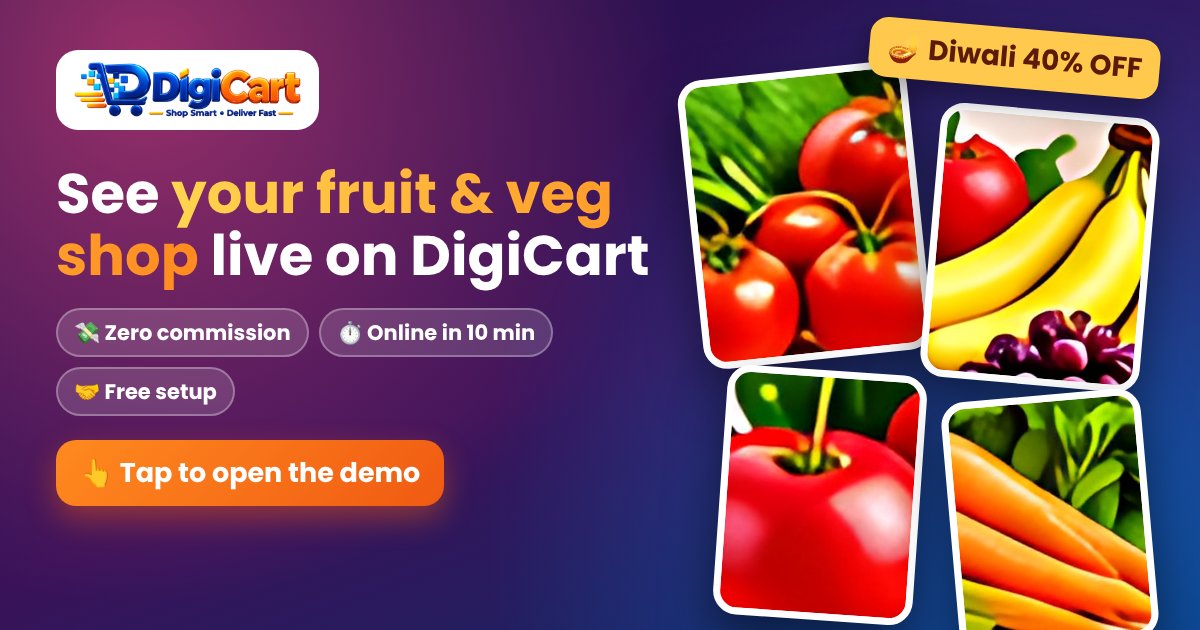 DigiCart
Shop Smart • Deliver Fast
Diwali 40% OFF
See your fruit & veg
shop live on DigiCart
Zero commission
Online in 10 min
Free setup
Tap to open the demo